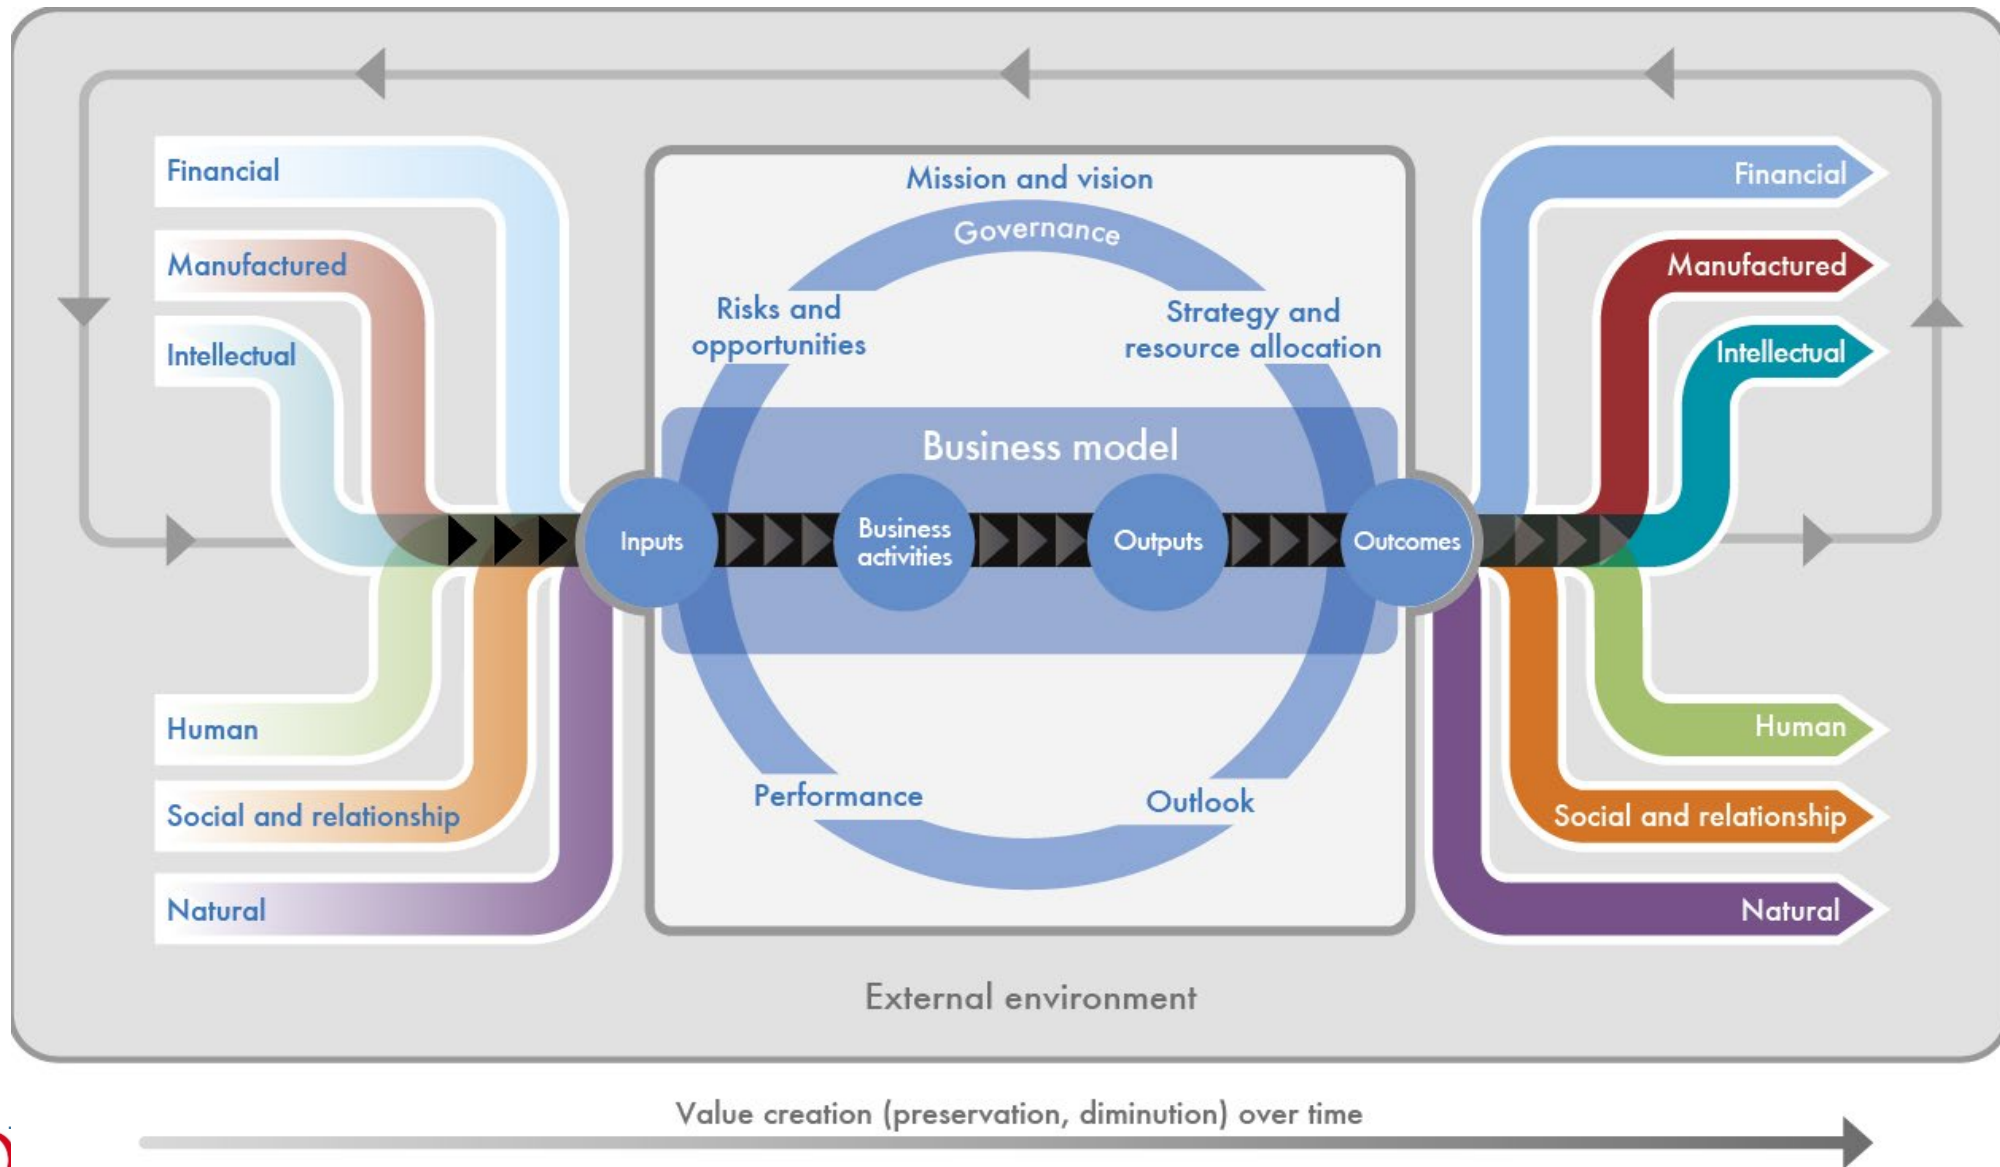 Financial
Manufactured
Intellectual
Human
Social and relationship
Natural
Mission and vision
Governance
Risks and
opportunities
Strategy and
resource allocation
Business model
Inputs
Business
activities
Outputs
Outcomes
Performance
Outlook
Financial
Manufactured
Intellectual
Human
Social and relationship
Natural
External environment
Value creation (preservation, diminution) over time